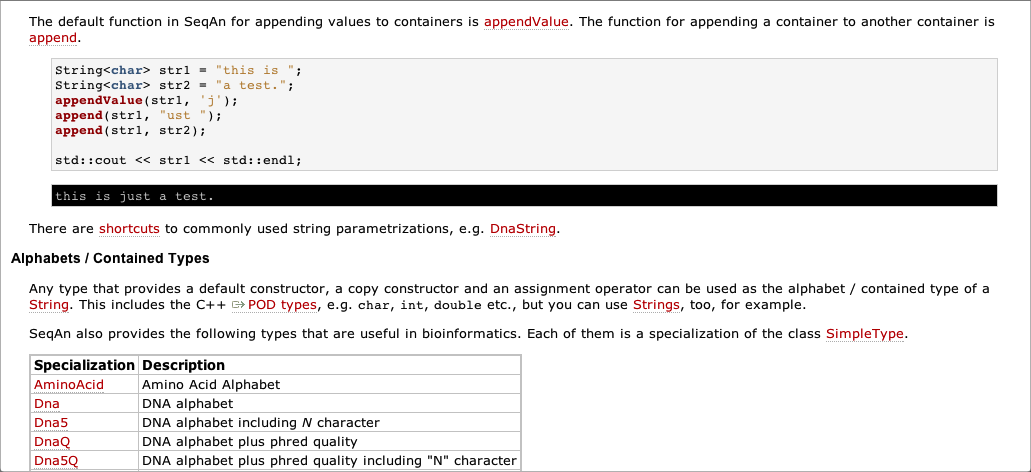 The default function in SeqAn for appending values to containers is appendValue. The function for appending a container to another container is
append.
String<char> str1 = "this is ";
String<char> str2 = "a test.";
appendValue(str1, 'j');
append(str1, "ust ");
append(str1, str2);
std::cout << str1 << std::endl;
this is just a test.
There are shortcuts to commonly used string parametrizations, e.g. DnaString.
Alphabets / Contained Types
Any type that provides a default constructor, a copy constructor and an assignment operator can be used as the alphabet / contained type of a
String. This includes the C++ POD types, e.g. char, int, double etc., but you can use Strings, too, for example.
SeqAn also provides the following types that are useful in bioinformatics. Each of them is a specialization of the class SimpleType.
Specialization Description
AminoAcid Amino Acid Alphabet
Dna DNA alphabet
Dna5 DNA alphabet including N character
DnaQ DNA alphabet plus phred quality
Dna5Q DNA alphabet plus phred quality including "N" character